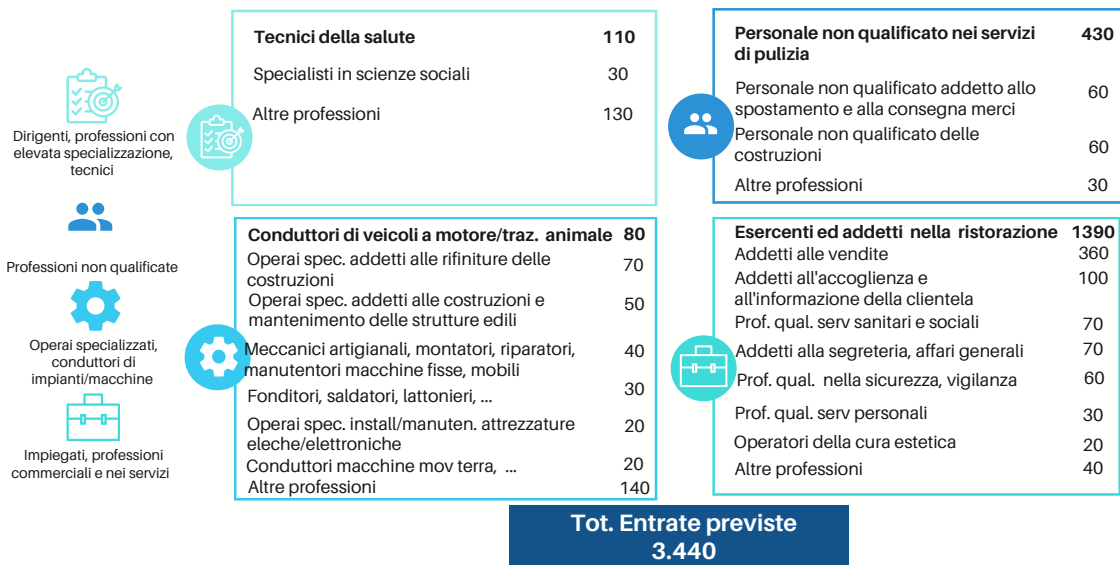 Dirigenti, professioni con
elevata specializzazione,
tecnici
Professioni non qualificate
Operai specializzati,
conduttori di
impianti/macchine
Impiegati, professioni
commerciali e nei servizi
Tecnici della salute 110
Specialisti in scienze sociali 30
Altre professioni 130
Personale non qualificato nei servizi 430
di pulizia
Personale non qualificato addetto allo 60
spostamento e alla consegna merci
Personale non qualificato delle 60
costruzioni
Altre professioni 30
Conduttori di veicoli a motore/traz. animale 80
Operai spec. addetti alle rifiniture delle 70
costruzioni
Operai spec. addetti alle costruzioni e 50
mantenimento delle strutture edili
Meccanici artigianali, montatori, riparatori, 40
manutentori macchine fisse, mobili
Fonditori, saldatori, lattonieri, ... 30
Operai spec. install/manuten. attrezzature 20
eleche/elettroniche
Conduttori macchine mov terra, ... 20
Altre professioni 140
Esercenti ed addetti nella ristorazione 1390
Addetti alle vendite 360
Addetti all'accoglienza e 100
all'informazione della clientela
Prof. qual. serv sanitari e sociali 70
Addetti alla segreteria, affari generali 70
Prof. qual. nella sicurezza, vigilanza 60
Prof. qual. serv personali 30
Operatori della cura estetica 20
Altre professioni 40
Tot. Entrate previste
3.440